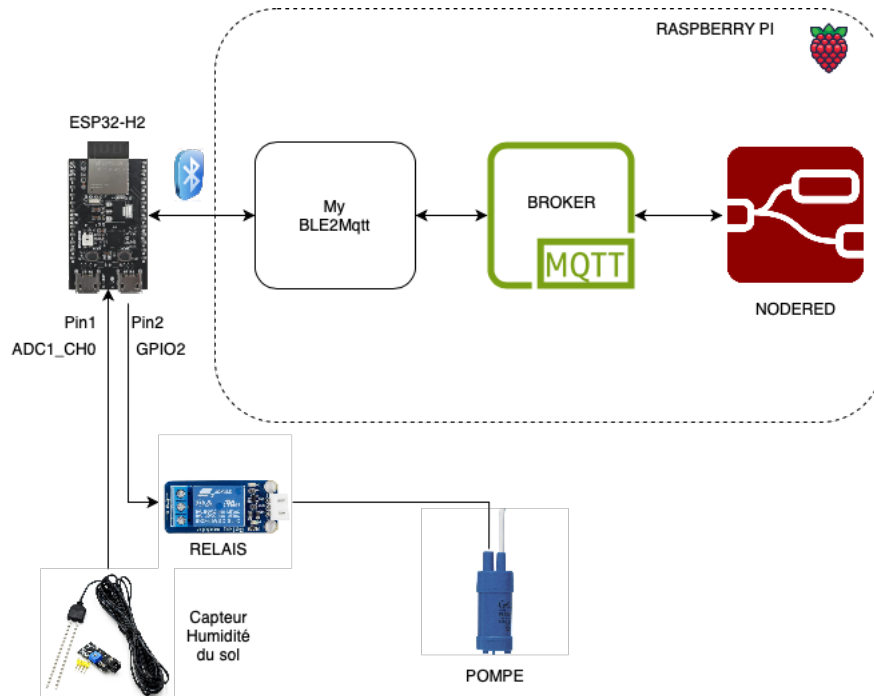 RASPBERRY PI
ESP32-H2
My
BLE2Mqtt
BROKER
MQTT
NODERED
Pin1
Pin2
ADC1_CH0
GPIO2
RELAIS
Capteur
Humidité
du sol
POMPE